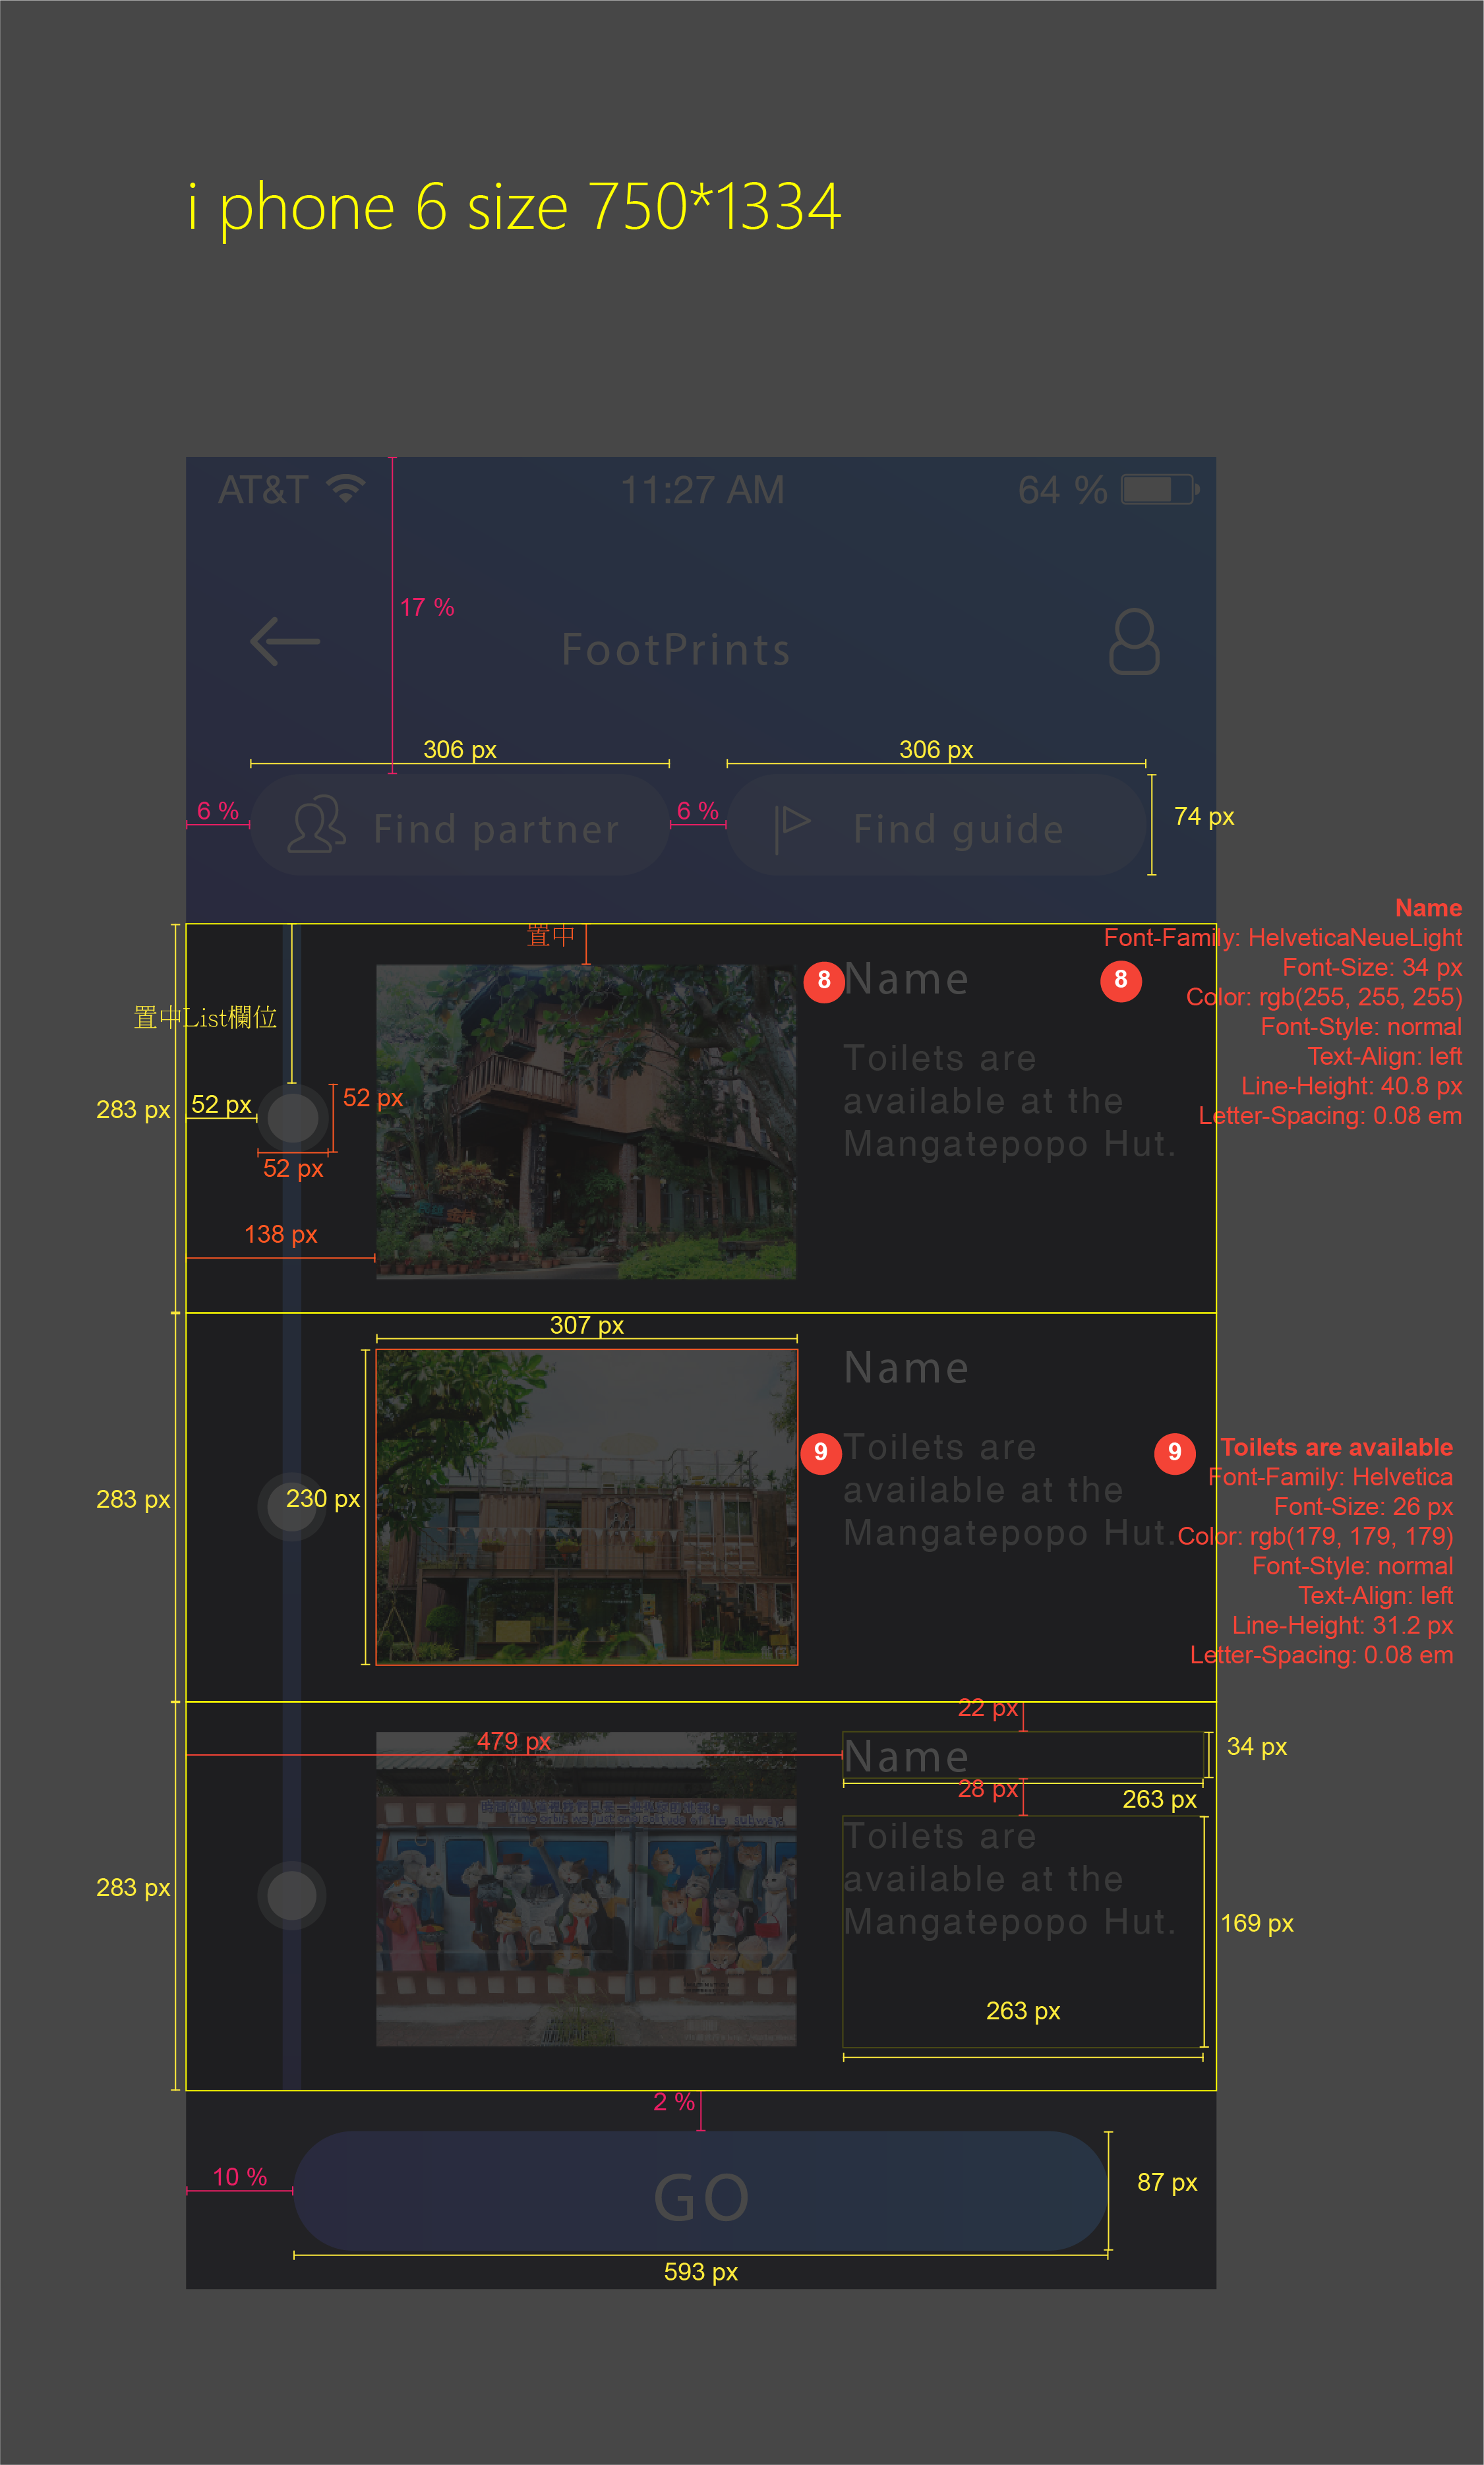 i phone 6 size 750*1334
AT&T
11:27 AM
64 %
17 %
FootPrints
306 px
306 px
6 %
Find partner
6 %
Find guide
74 px
置中
Name
Font-Family: HelveticaNeueLight
Font-Size: 34 px
Color: rgb(255, 255, 255)
Font-Style: normal
Text-Align: left
Line-Height: 40.8 px
Letter-Spacing: 0.08 em
8
Name
8
置中List欄位
Toilets are
available at the
Mangatepopo Hut.
283 px
52 px
52 px
52 px
138 px
307 px
Name
9
Toilets are
available at the
Mangatepopo Hut.
9
Toilets are available
Font-Family: Helvetica
Font-Size: 26 px
Color: rgb(179, 179, 179)
Font-Style: normal
Text-Align: left
Line-Height: 31.2 px
Letter-Spacing: 0.08 em
283 px
230 px
22 px
479 px
Name
34 px
28 px
263 px
Toilets are
available at the
Mangatepopo Hut.
283 px
169 px
263 px
2 %
10 %
GO
87 px
593 px